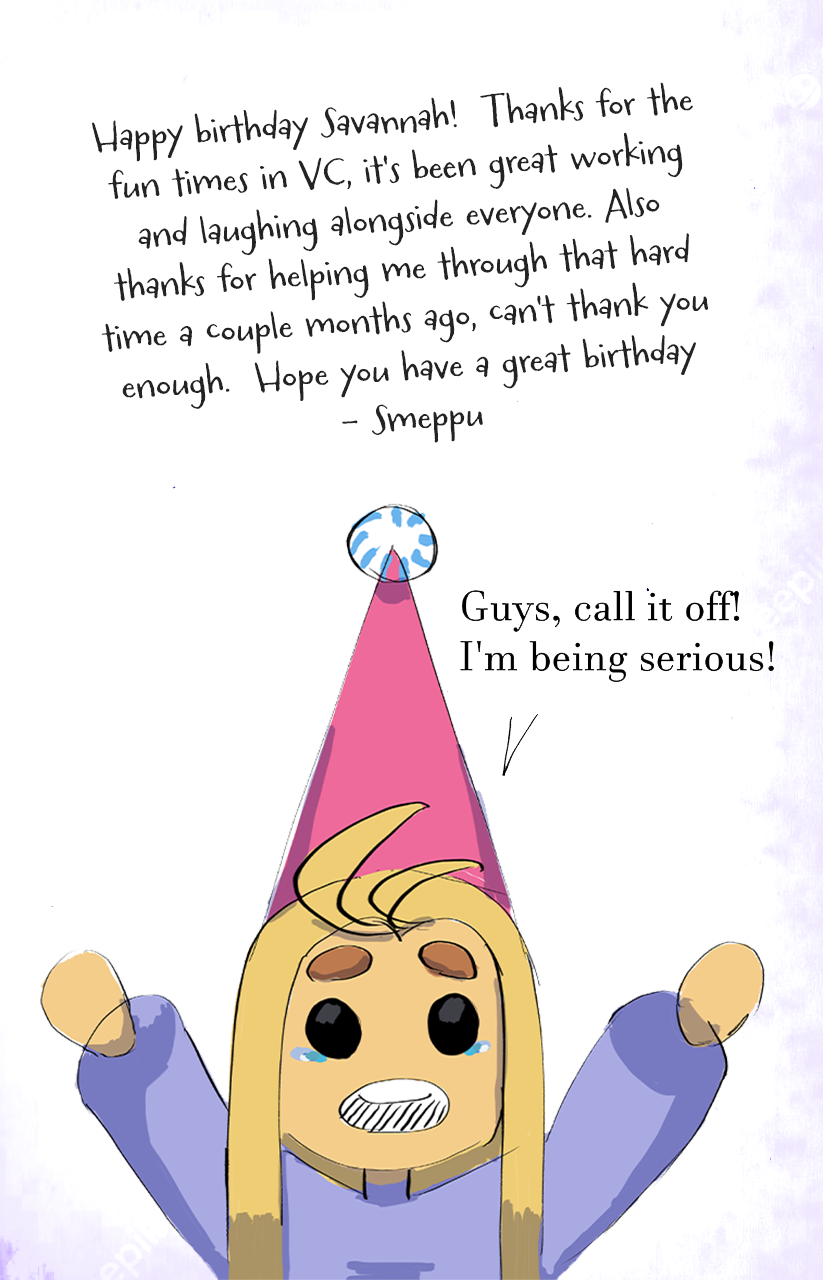 Happy birthday Savannah! Thanks for the
fun times in VC, it's been great working
and laughing alongside everyone. Also
thanks for helping me through that hard
time a couple months ago, can't thank you
enough. Hope you have a great birthday
- Smeppu
Guys, call it off!
I'm being serious!